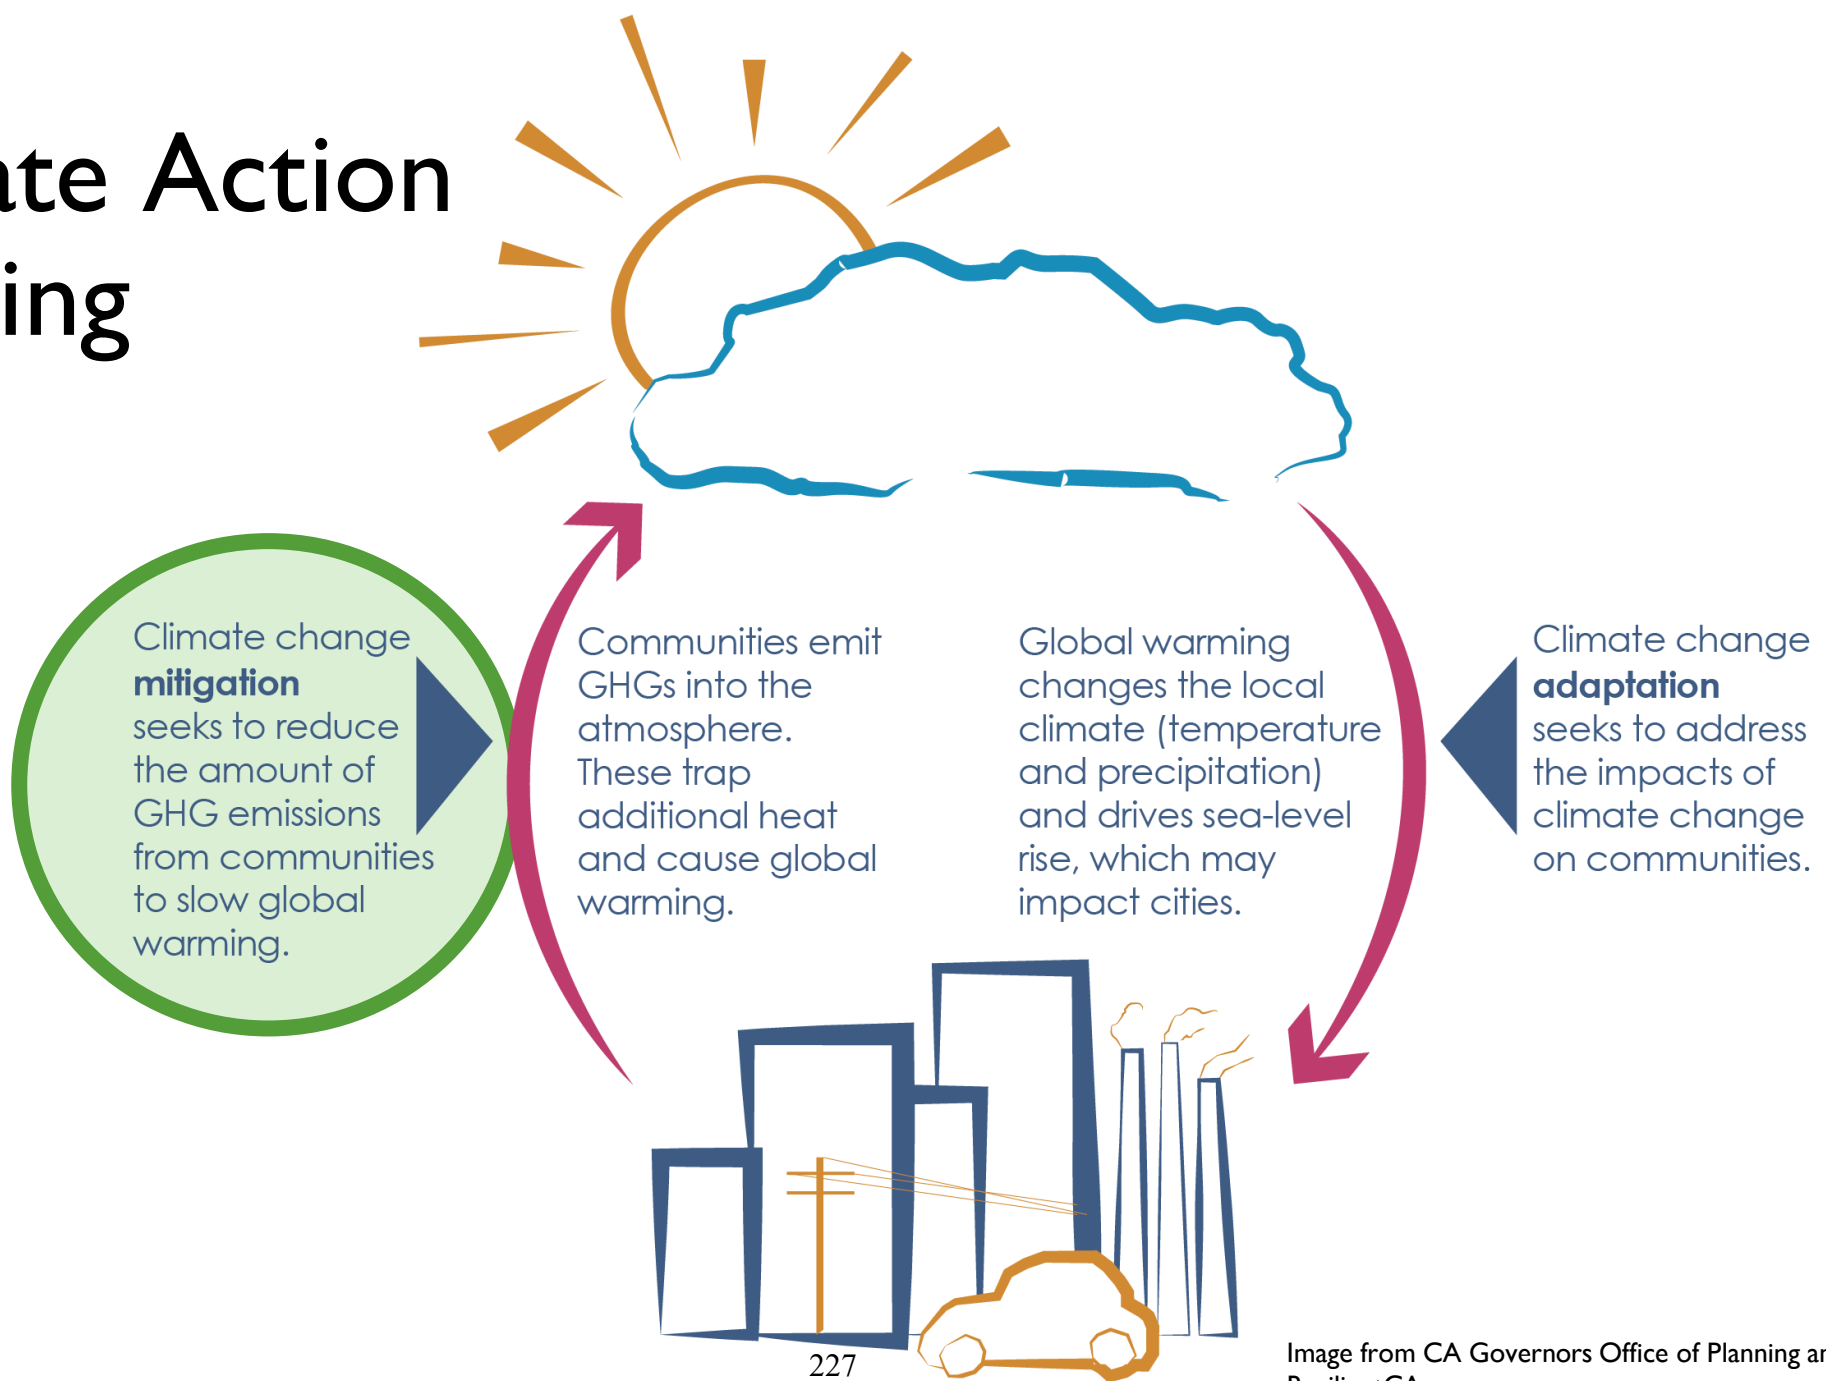 ate Action
ing
Climate change
mitigation
seeks to reduce
the amount of
GHG emissions
from communities
to slow global
warming.
Communities emit
GHGs into the
atmosphere.
These trap
additional heat
and cause global
warming.
Global warming
changes the local
climate (temperature
and precipitation)
and drives sea-level
rise, which may
impact cities.
Climate change
adaptation
seeks to address
the impacts of
climate change
on communities.
227
Image from CA Governors Office of Planning